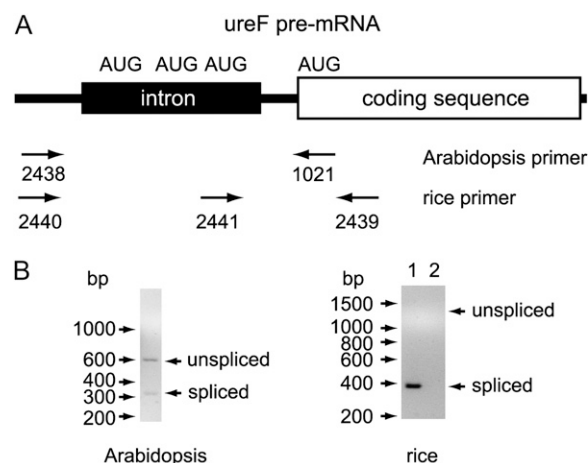 A
ureF pre-mRNA
AUG AUG AUG AUG
intron
coding sequence
2438
1021
Arabidopsis primer
2440
2441
2439
rice primer
B
bp
1000
600
400
300
200
unspliced
spliced
Arabidopsis
bp
1 2
1500
1000
800
600
400
200
unspliced
spliced
rice